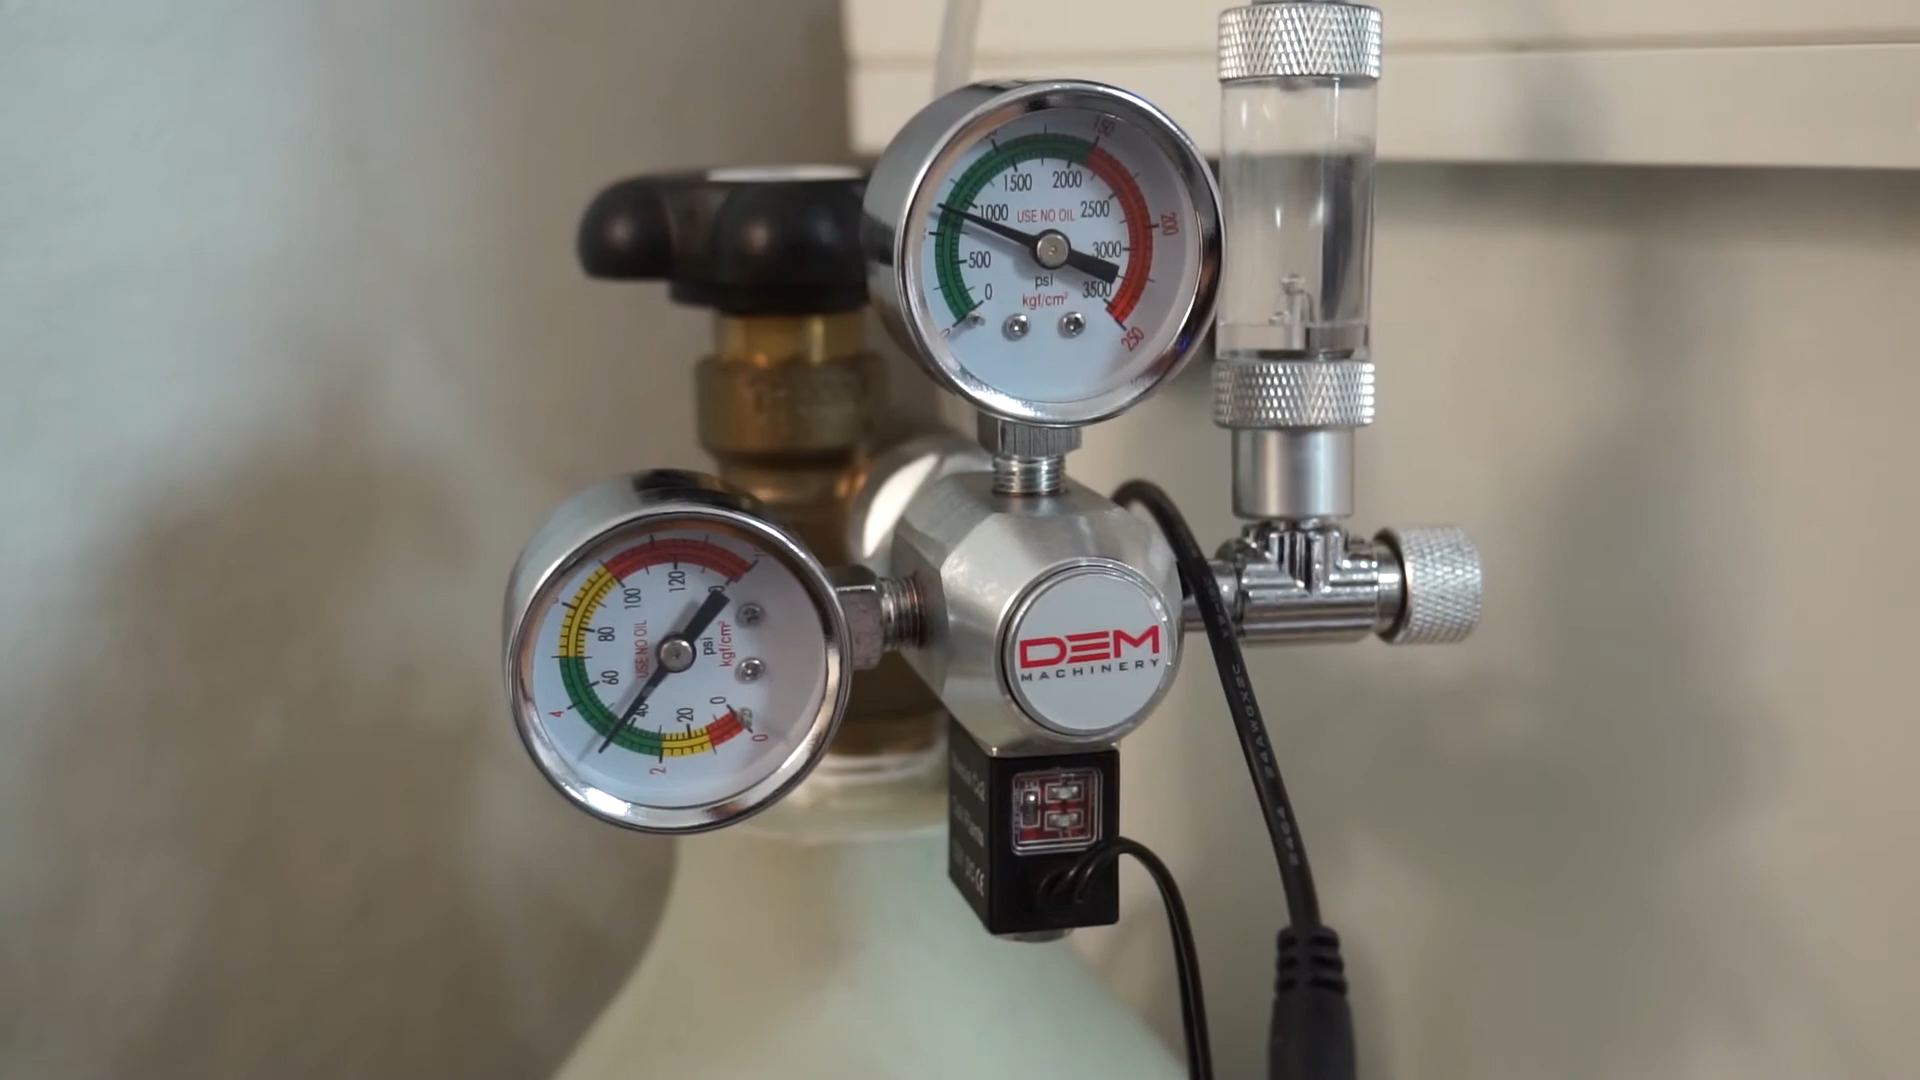 150
1500 2000
1000 USE NO OIL 2500
200
3000
500
psi
0 kgf/cm² 3500
250
120
100
80
USE NO OIL
psi
kgf/cm²
60
40
20
0
4
2
0
DEM
MACHINERY